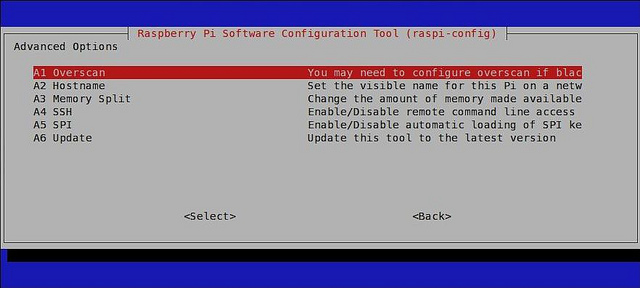 Raspberry Pi Software Configuration Tool (raspi-config)
Advanced Options
A1 Overscan You may need to configure overscan if blac
A2 Hostname Set the visible name for this Pi on a netw
A3 Memory Split Change the amount of memory made available
A4 SSH Enable/Disable remote command line access
A5 SPI Enable/Disable automatic loading of SPI ke
A6 Update Update this tool to the latest version
<Select> <Back>